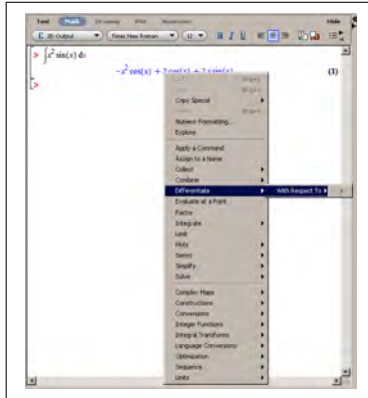 Text Math Drawing Plot Animation Hide
C 2D Output Times New Roman 12 B I U
> ∫x² sin(x) dx
-x² cos(x) + 2 cos(x) + 2 x sin(x) (1)
>
Copy Special
Numeric Formatting...
Explore
Apply a Command
Assign to a Name
Collect
Combine
Differentiate With Respect To x
Evaluate at a Point
Factor
Integrate
Limit
Plots
Series
Simplify
Solve
Complex Maps
Constructions
Conversions
Integer Functions
Integral Transforms
Language Conversions
Optimization
Sequence
Units